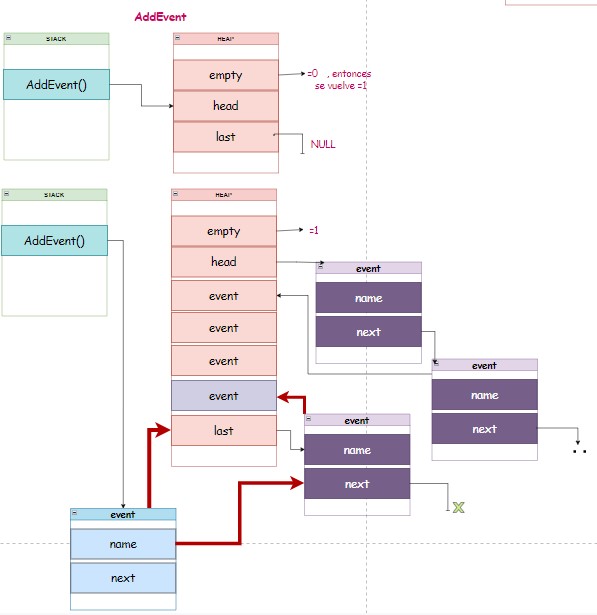 AddEvent
STACK
AddEvent()
HEAP
empty
=0 , entonces
se vuelve =1
head
last
NULL
STACK
AddEvent()
HEAP
empty
=1
head
event
event
event
event
last
event
name
next
event
name
next
..
event
name
next
X
event
name
next